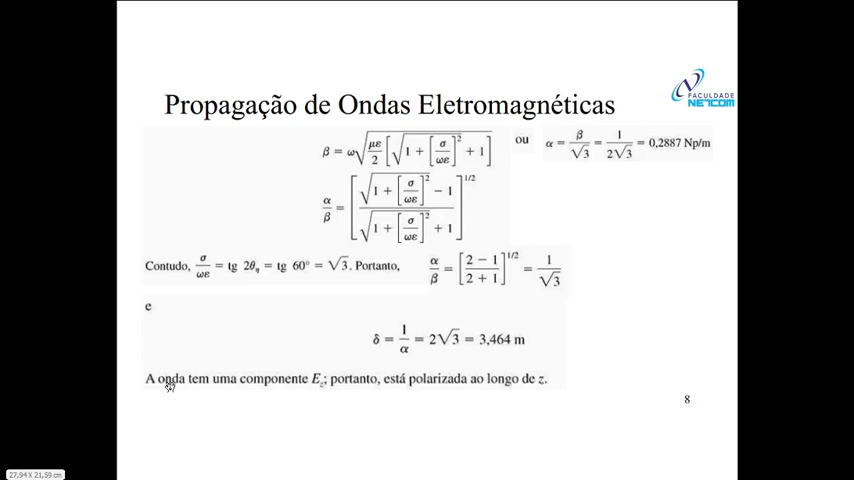 Propagação de Ondas Eletromagnéticas
FACULDADE
NETCOM
β = ω√(με/2 [√(1 + [σ/ωε]²) + 1])
ou
α = β/√3 = 1/(2√3) = 0,2887 Np/m
α/β = [(√(1 + [σ/ωε]²) − 1)/(√(1 + [σ/ωε]²) + 1)]^1/2
Contudo, σ/ωε = tg 2θ_η = tg 60° = √3. Portanto, α/β = [(2 − 1)/(2 + 1)]^1/2 = 1/√3
e
δ = 1/α = 2√3 = 3,464 m
A onda tem uma componente E_z; portanto, está polarizada ao longo de z.
8
27,94 X 21,59 cm